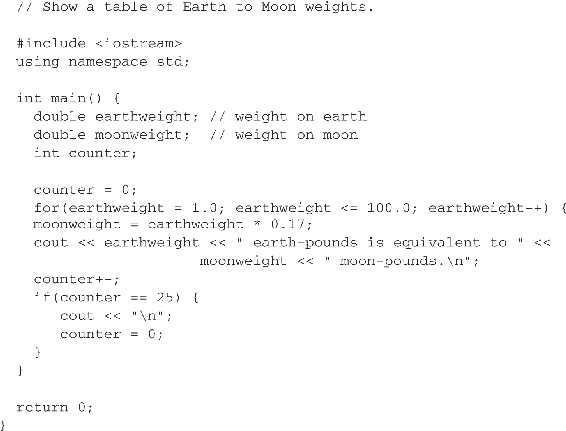 // Show a table of Earth to Moon weights.
#include <iostream>
using namespace std;
int main() {
double earthweight; // weight on earth
double moonweight; // weight on moon
int counter;
counter = 0;
for(earthweight = 1.0; earthweight <= 100.0; earthweight++) {
moonweight = earthweight * 0.17;
cout << earthweight << " earth-pounds is equivalent to " <<
moonweight << " moon-pounds.\n";
counter++;
if(counter == 25) {
cout << "\n";
counter = 0;
}
}
return 0;
}